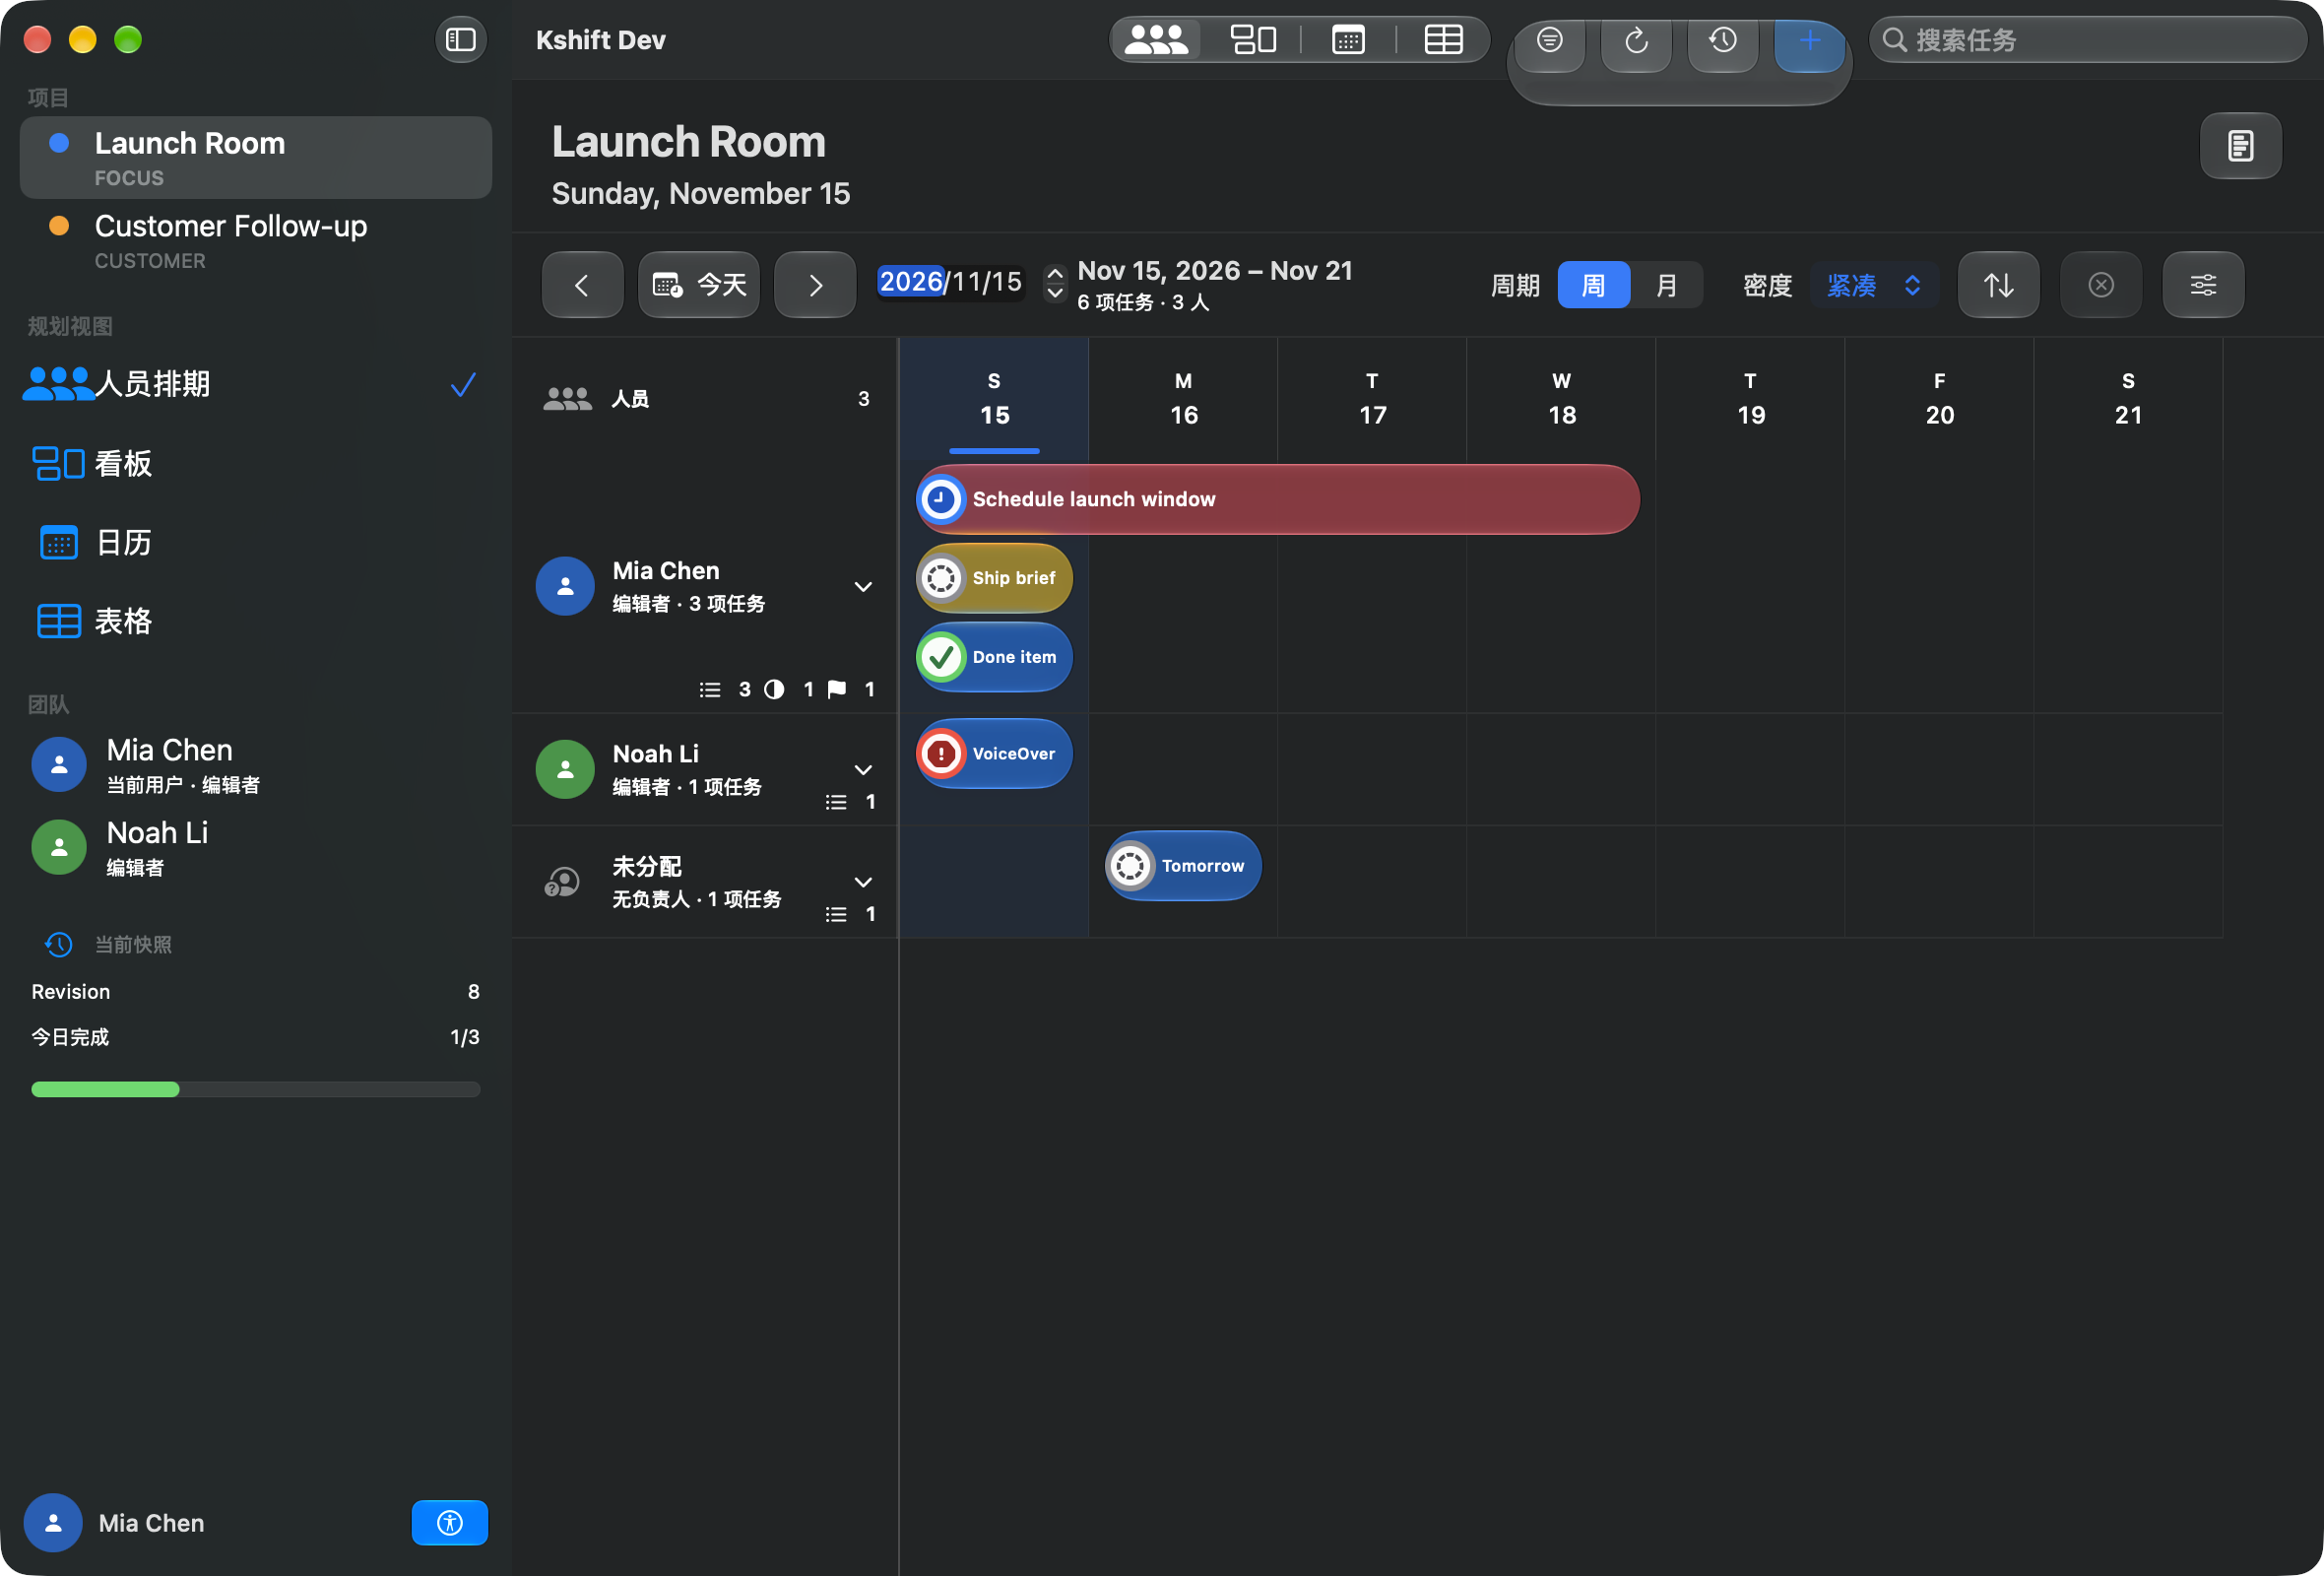 Kshift Dev
搜索任务
项目
Launch Room
FOCUS
Customer Follow-up
CUSTOMER
规划视图
人员排期
看板
日历
表格
团队
Mia Chen
当前用户 · 编辑者
Noah Li
编辑者
当前快照
Revision 8
今日完成 1/3
Mia Chen
Launch Room
Sunday, November 15
今天
2026/11/15
Nov 15, 2026 – Nov 21
6 项任务 · 3 人
周期 周 月
密度 紧凑
人员 3
S M T W T F S
15 16 17 18 19 20 21
Mia Chen
编辑者 · 3 项任务
3 1 1
Schedule launch window
Ship brief
Done item
Noah Li
编辑者 · 1 项任务
1
VoiceOver
未分配
无负责人 · 1 项任务
1
Tomorrow